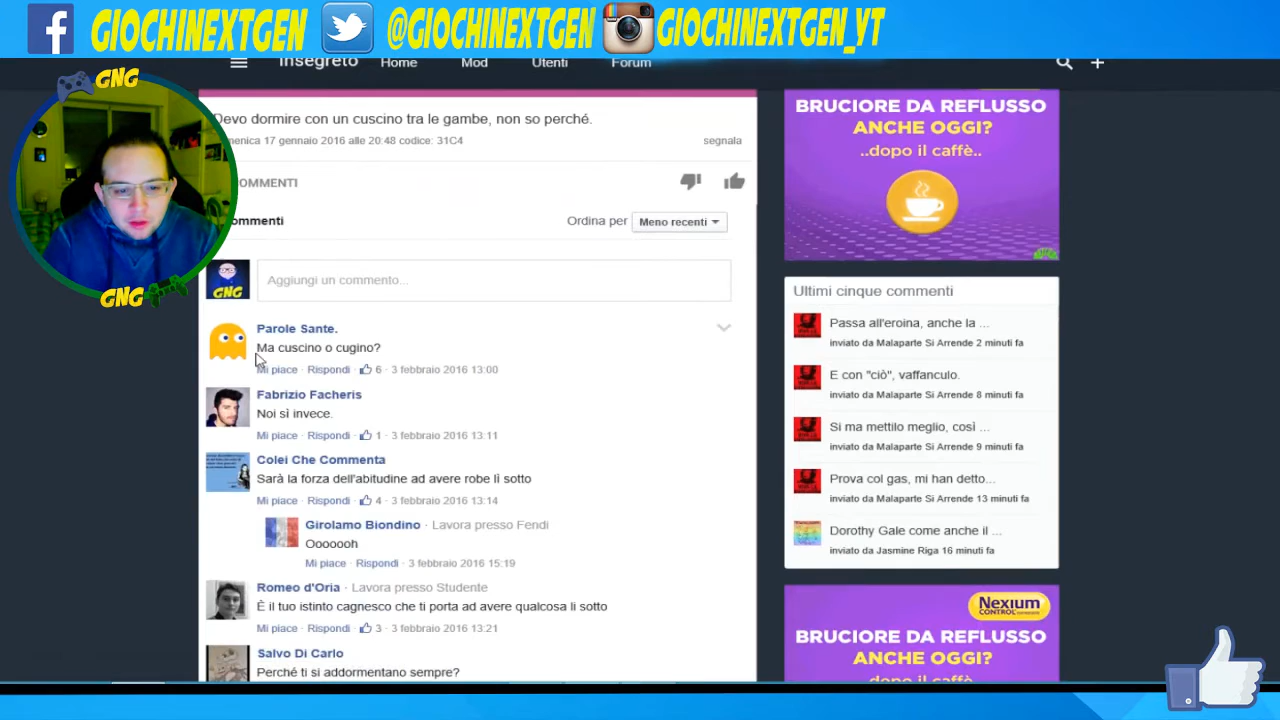 GIOCHINEXTGEN @GIOCHINEXTGEN GIOCHINEXTGEN_YT
Insegreto Home Mod Utenti Forum
GNG
Devo dormire con un cuscino tra le gambe, non so perché.
menica 17 gennaio 2016 alle 20:48 codice: 31C4 segnala
OMMENTI
ommenti Ordina per Meno recenti
GNG
Aggiungi un commento...
GNG
Parole Sante.
Ma cuscino o cugino?
Mi piace · Rispondi · 6 · 3 febbraio 2016 13:00
Fabrizio Facheris
Noi sì invece.
Mi piace · Rispondi · 1 · 3 febbraio 2016 13:11
Colei Che Commenta
Sarà la forza dell'abitudine ad avere robe lì sotto
Mi piace · Rispondi · 4 · 3 febbraio 2016 13:14
Girolamo Biondino · Lavora presso Fendi
Ooooooh
Mi piace · Rispondi · 3 febbraio 2016 15:19
Romeo d'Oria · Lavora presso Studente
È il tuo istinto cagnesco che ti porta ad avere qualcosa li sotto
Mi piace · Rispondi · 3 · 3 febbraio 2016 13:21
Salvo Di Carlo
Perché ti si addormentano sempre?
BRUCIORE DA REFLUSSO
ANCHE OGGI?
..dopo il caffè..
Ultimi cinque commenti
Passa all'eroina, anche la ...
inviato da Malaparte Si Arrende 2 minuti fa
E con "ciò", vaffanculo.
inviato da Malaparte Si Arrende 8 minuti fa
Si ma mettilo meglio, così ...
inviato da Malaparte Si Arrende 9 minuti fa
Prova col gas, mi han detto...
inviato da Malaparte Si Arrende 13 minuti fa
Dorothy Gale come anche il ...
inviato da Jasmine Riga 16 minuti fa
Nexium
CONTROL
BRUCIORE DA REFLUSSO
ANCHE OGGI?
dopo il caffè